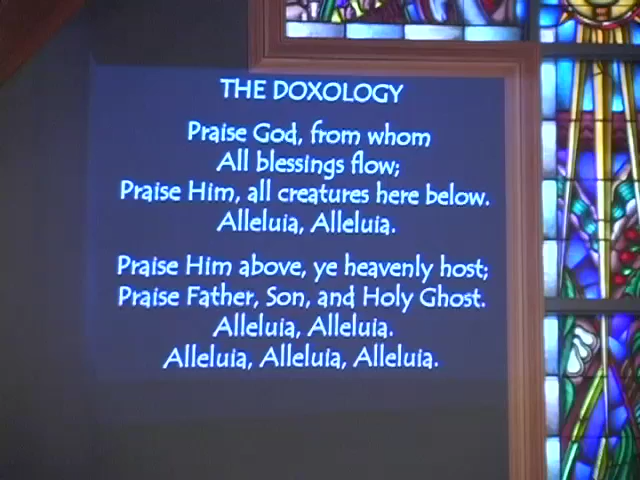 THE DOXOLOGY
Praise God, from whom
All blessings flow;
Praise Him, all creatures here below.
Alleluia, Alleluia.
Praise Him above, ye heavenly host;
Praise Father, Son, and Holy Ghost.
Alleluia, Alleluia.
Alleluia, Alleluia, Alleluia.